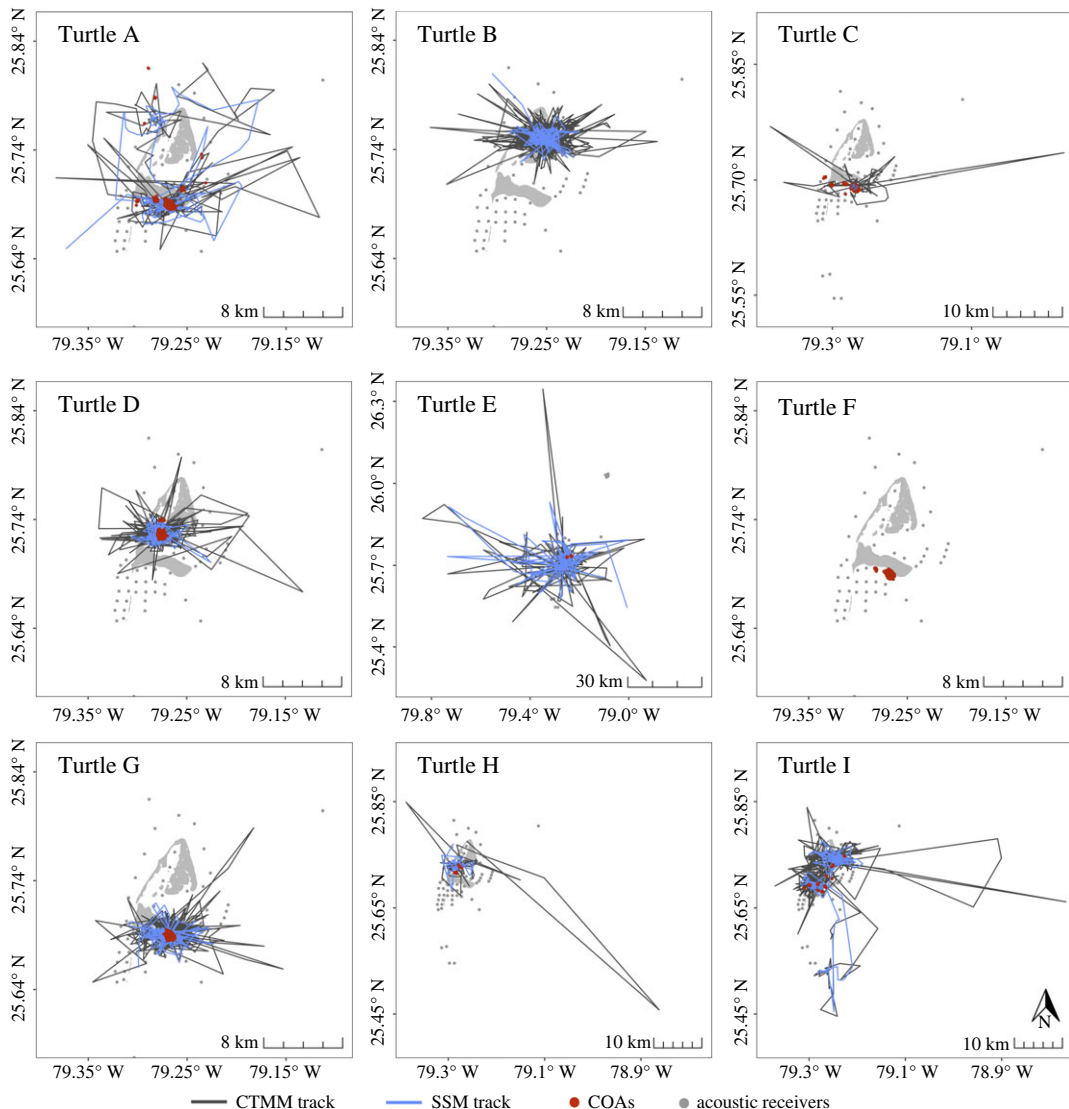 Turtle A
25.84° N
25.74° N
25.64° N
8 km
79.35° W 79.25° W 79.15° W
Turtle B
25.84° N
25.74° N
25.64° N
8 km
79.35° W 79.25° W 79.15° W
Turtle C
25.85° N
25.70° N
25.55° N
10 km
79.3° W 79.1° W
Turtle D
25.84° N
25.74° N
25.64° N
8 km
79.35° W 79.25° W 79.15° W
Turtle E
26.3° N
26.0° N
25.7° N
25.4° N
30 km
79.8° W 79.4° W 79.0° W
Turtle F
25.84° N
25.74° N
25.64° N
8 km
79.35° W 79.25° W 79.15° W
Turtle G
25.84° N
25.74° N
25.64° N
8 km
79.35° W 79.25° W 79.15° W
Turtle H
25.85° N
25.65° N
25.45° N
10 km
79.3° W 79.1° W 78.9° W
Turtle I
25.85° N
25.65° N
25.45° N
N
10 km
79.3° W 79.1° W 78.9° W
CTMM track SSM track COAs acoustic receivers